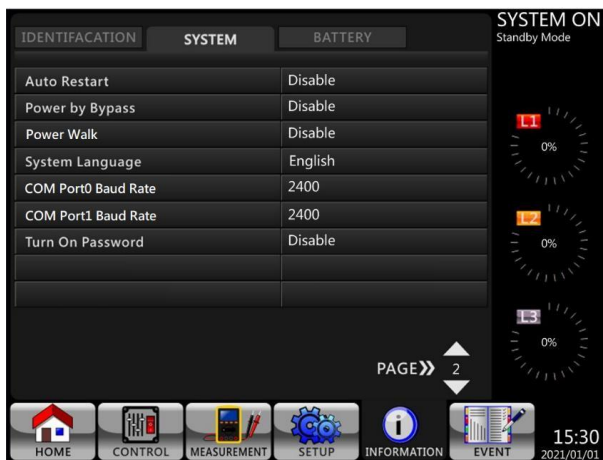 SYSTEM ON
Standby Mode
IDENTIFACATION SYSTEM BATTERY
Auto Restart Disable
Power by Bypass Disable
Power Walk Disable
System Language English
COM Port0 Baud Rate 2400
COM Port1 Baud Rate 2400
Turn On Password Disable
L1
0%
L2
0%
L3
0%
PAGE» 2
HOME CONTROL MEASUREMENT SETUP INFORMATION EVENT
15:30
2021/01/01